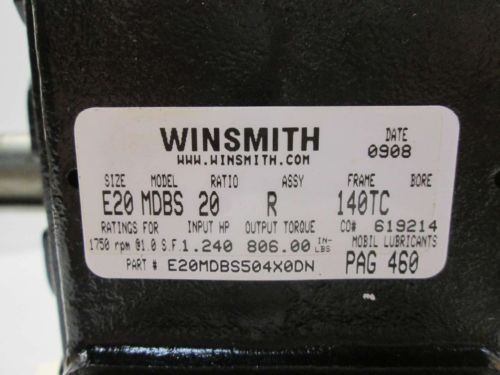 WINSMITH
WWW.WINSMITH.COM
DATE
0908
SIZE MODEL RATIO ASSY FRAME BORE
E20 MDBS 20 R 140TC
RATINGS FOR INPUT HP OUTPUT TORQUE CO# 619214
1750 rpm @1.0 S.F. 1.240 806.00 IN-LBS MOBIL LUBRICANTS
PART # E20MDBS504X0DN PAG 460